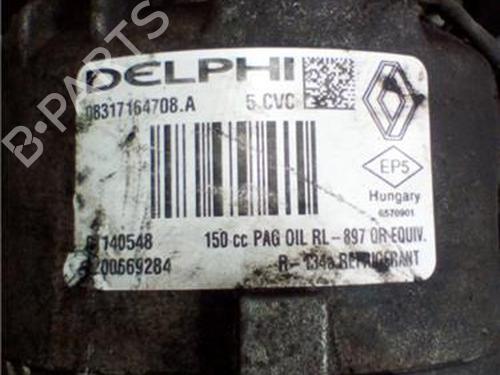 B-PARTS
DELPHI
08317164708.A 5.CVC
EP5
Hungary
6570901
140548 150 cc PAG OIL RL-897 OR EQUIV.
200569284 R-134a REFRIGERANT